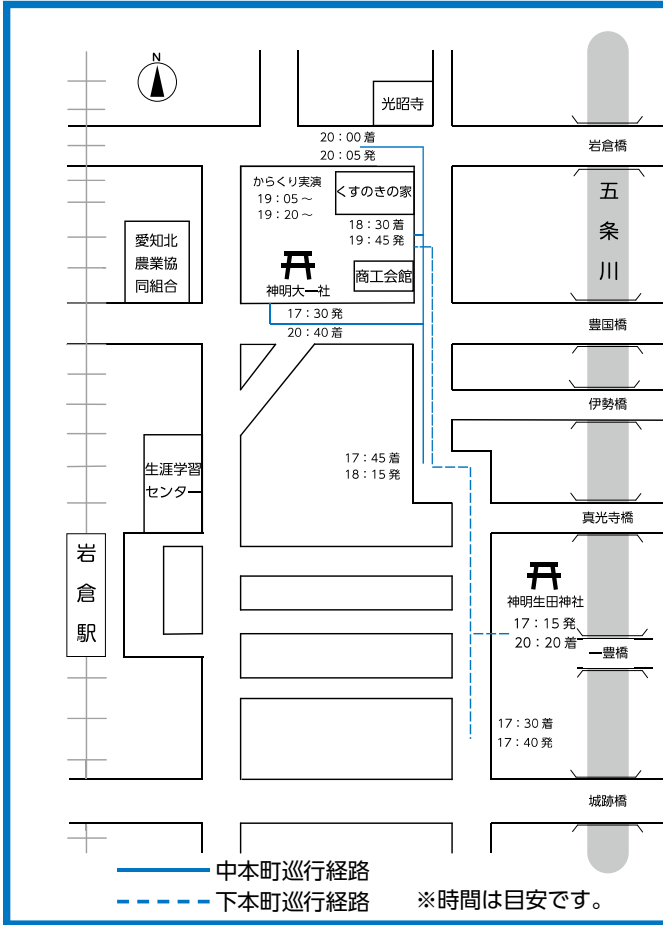 N
光昭寺
20：00 着
20：05 発
岩倉橋
からくり実演
19：05～
19：20～
くすのきの家
18：30 着
19：45 発
五条川
愛知北
農業協
同組合
神明大一社
商工会館
17：30 発
20：40 着
豊国橋
伊勢橋
17：45 着
18：15 発
生涯学習
センター
真光寺橋
岩倉駅
神明生田神社
17：15 発
20：20 着
一豊橋
17：30 着
17：40 発
城跡橋
中本町巡行経路
下本町巡行経路
※時間は目安です。